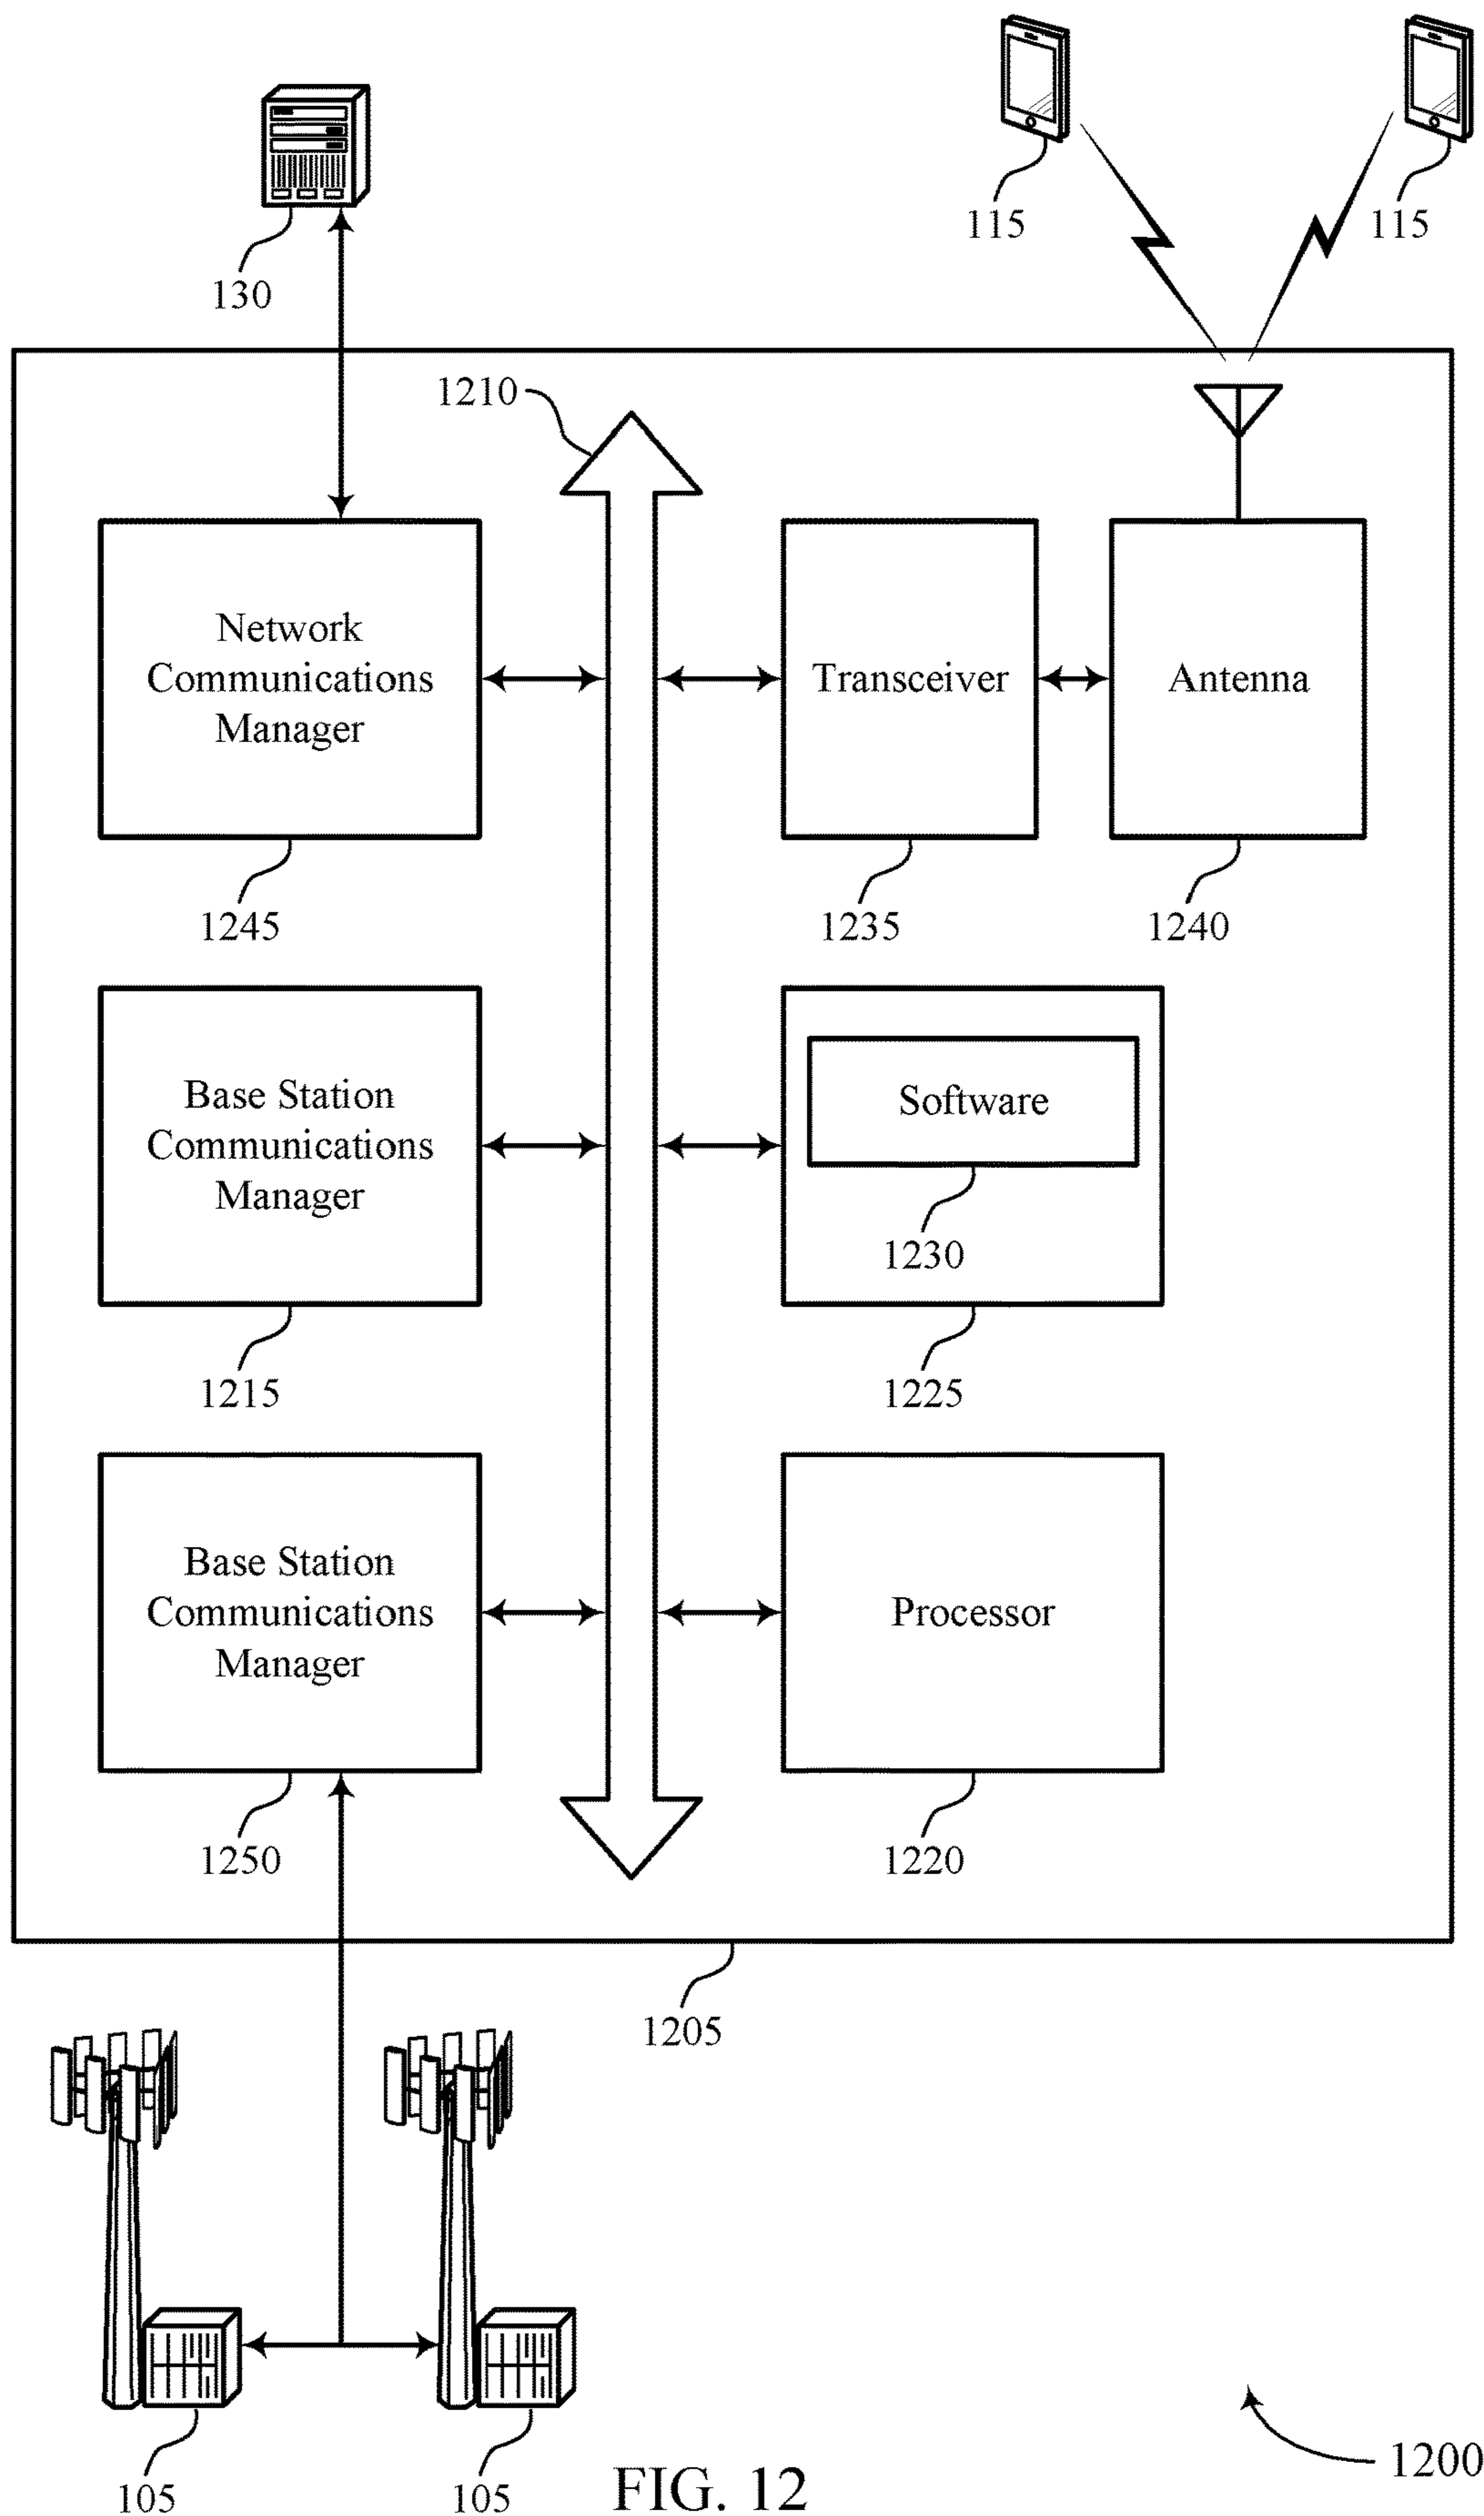 115
115
130
1210
Network
Communications
Manager
1245
Transceiver
1235
Antenna
1240
Base Station
Communications
Manager
1215
Software
1230
1225
Base Station
Communications
Manager
1250
Processor
1220
1205
105
105
FIG. 12
1200